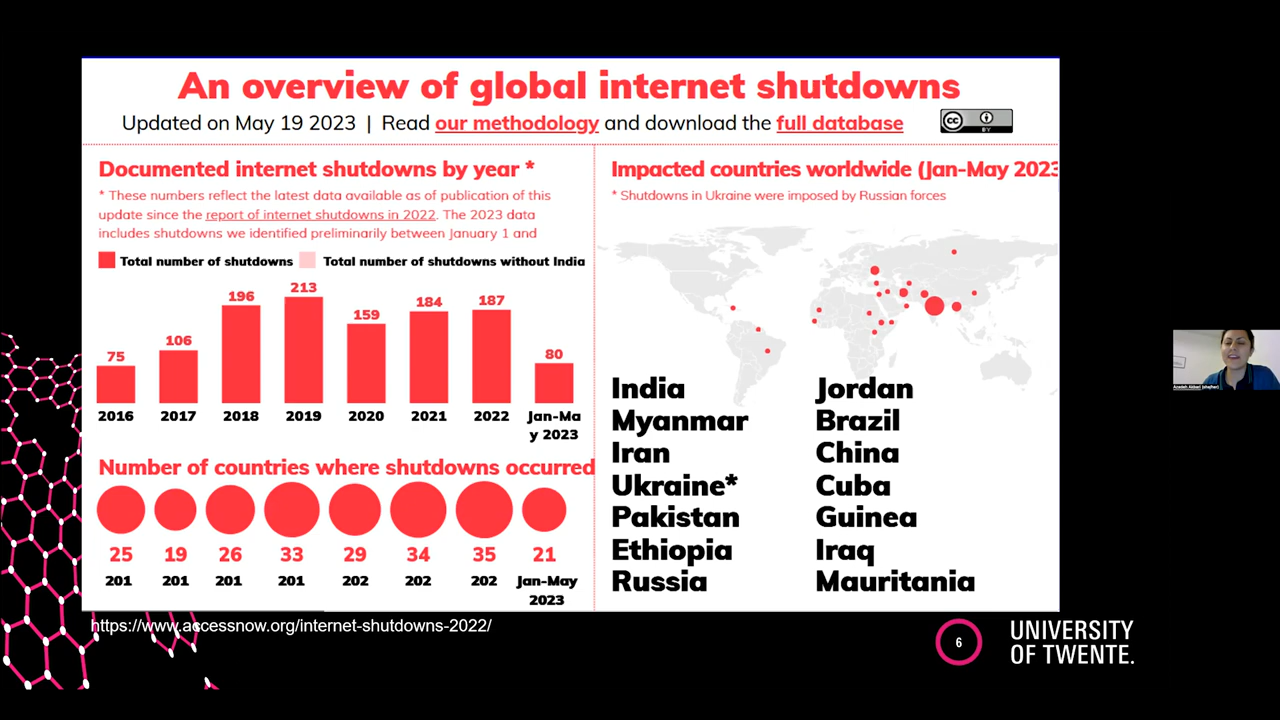 An overview of global internet shutdowns
Updated on May 19 2023 | Read our methodology and download the full database
CC BY
Documented internet shutdowns by year *
* These numbers reflect the latest data available as of publication of this
update since the report of internet shutdowns in 2022. The 2023 data
includes shutdowns we identified preliminarily between January 1 and
Total number of shutdowns Total number of shutdowns without India
75 106 196 213 159 184 187 80
2016 2017 2018 2019 2020 2021 2022 Jan-Ma
y 2023
Number of countries where shutdowns occurred
25 19 26 33 29 34 35 21
201 201 201 201 202 202 202 Jan-May
2023
Impacted countries worldwide (Jan-May 2023
* Shutdowns in Ukraine were imposed by Russian forces
India
Myanmar
Iran
Ukraine*
Pakistan
Ethiopia
Russia
Jordan
Brazil
China
Cuba
Guinea
Iraq
Mauritania
https://www.accessnow.org/internet-shutdowns-2022/
6
UNIVERSITY
OF TWENTE.